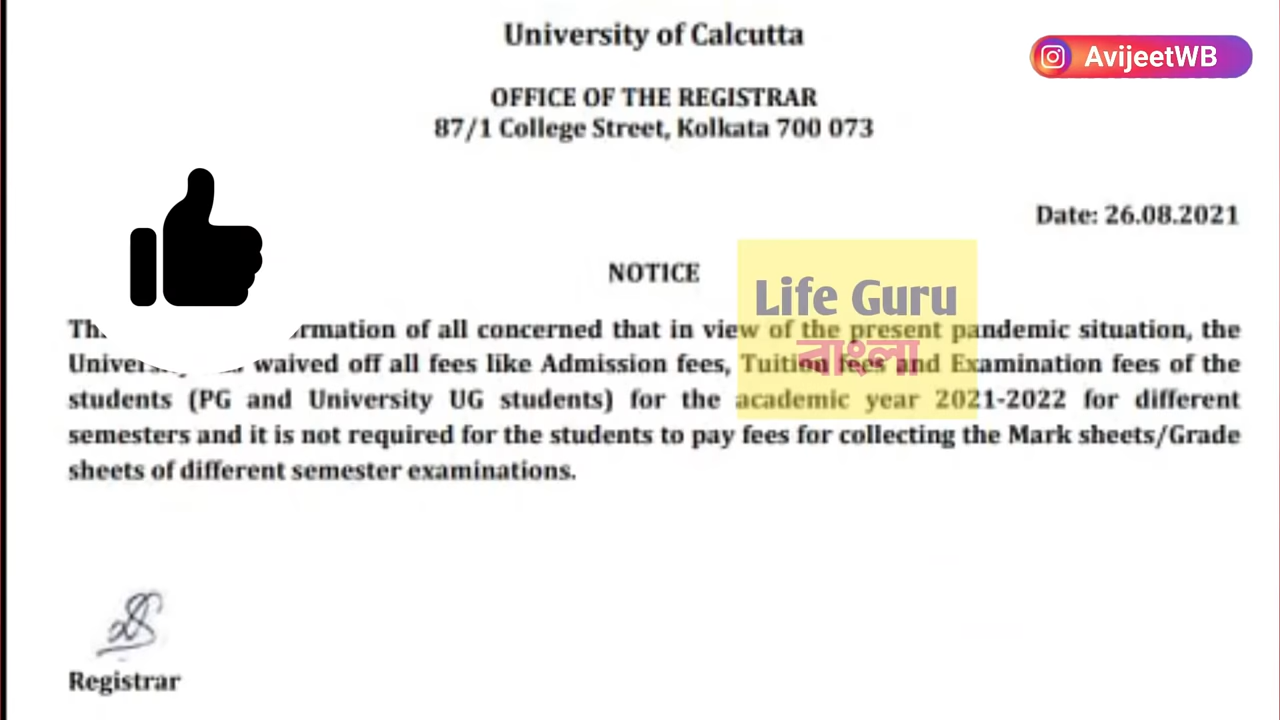 University of Calcutta
AvijeetWB
OFFICE OF THE REGISTRAR
87/1 College Street, Kolkata 700 073
Date: 26.08.2021
NOTICE
Life Guru
বাংলা
rmation of all concerned that in view of the present pandemic situation, the
waived off all fees like Admission fees, Tuition fees and Examination fees of the
students (PG and University UG students) for the academic year 2021-2022 for different
semesters and it is not required for the students to pay fees for collecting the Mark sheets/Grade
sheets of different semester examinations.
Registrar